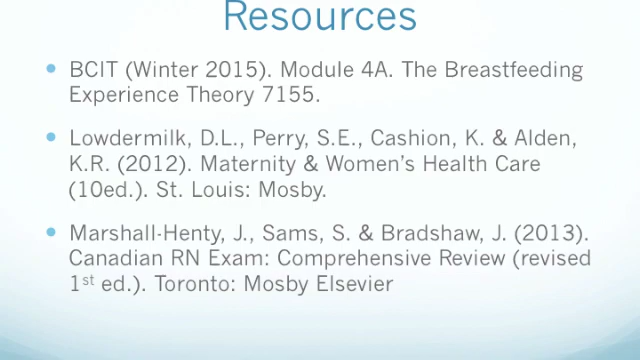 Resources
• BCIT (Winter 2015). Module 4A. The Breastfeeding
Experience Theory 7155.
• Lowdermilk, D.L., Perry, S.E., Cashion, K. & Alden,
K.R. (2012). Maternity & Women’s Health Care
(10ed.). St. Louis: Mosby.
• Marshall-Henty, J., Sams, S. & Bradshaw, J. (2013).
Canadian RN Exam: Comprehensive Review (revised
1st ed.). Toronto: Mosby Elsevier